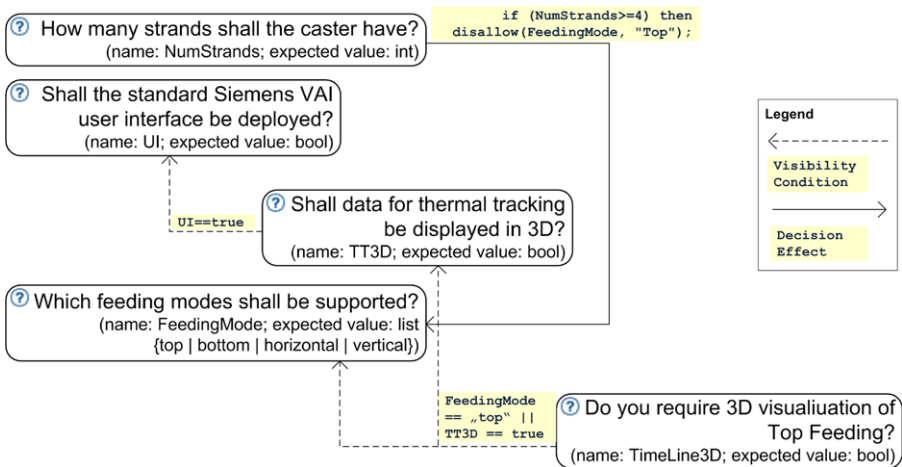 How many strands shall the caster have?
(name: NumStrands; expected value: int)
if (NumStrands>=4) then
disallow(FeedingMode, "Top");
Shall the standard Siemens VAI
user interface be deployed?
(name: UI; expected value: bool)
UI==true
Shall data for thermal tracking
be displayed in 3D?
(name: TT3D; expected value: bool)
Which feeding modes shall be supported?
(name: FeedingMode; expected value: list
{top | bottom | horizontal | vertical})
FeedingMode
== „top“ ||
TT3D == true
Do you require 3D visualiuation of
Top Feeding?
(name: TimeLine3D; expected value: bool)
Legend
Visibility
Condition
Decision
Effect